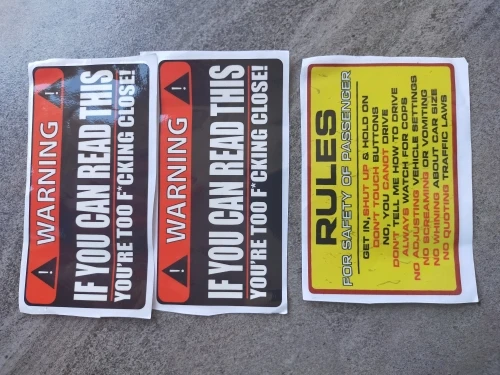 WARNING
IF YOU CAN READ THIS
YOU'RE TOO F*CKING CLOSE!
WARNING
IF YOU CAN READ THIS
YOU'RE TOO F*CKING CLOSE!
RULES
FOR SAFETY OF PASSENGER
GET IN, SHUT UP & HOLD ON
DON'T TOUCH BUTTONS
NO, YOU CANOT DRIVE
DON'T TELL ME HOW TO DRIVE
ALWAYS WATCH FOR COPS
NO ADJUSTING VEHICLE SETTINGS
NO SCREAMING OR VOMITING
NO WHINING ABOUT CAR SIZE
NO QUOTING TRAFFIC LAWS